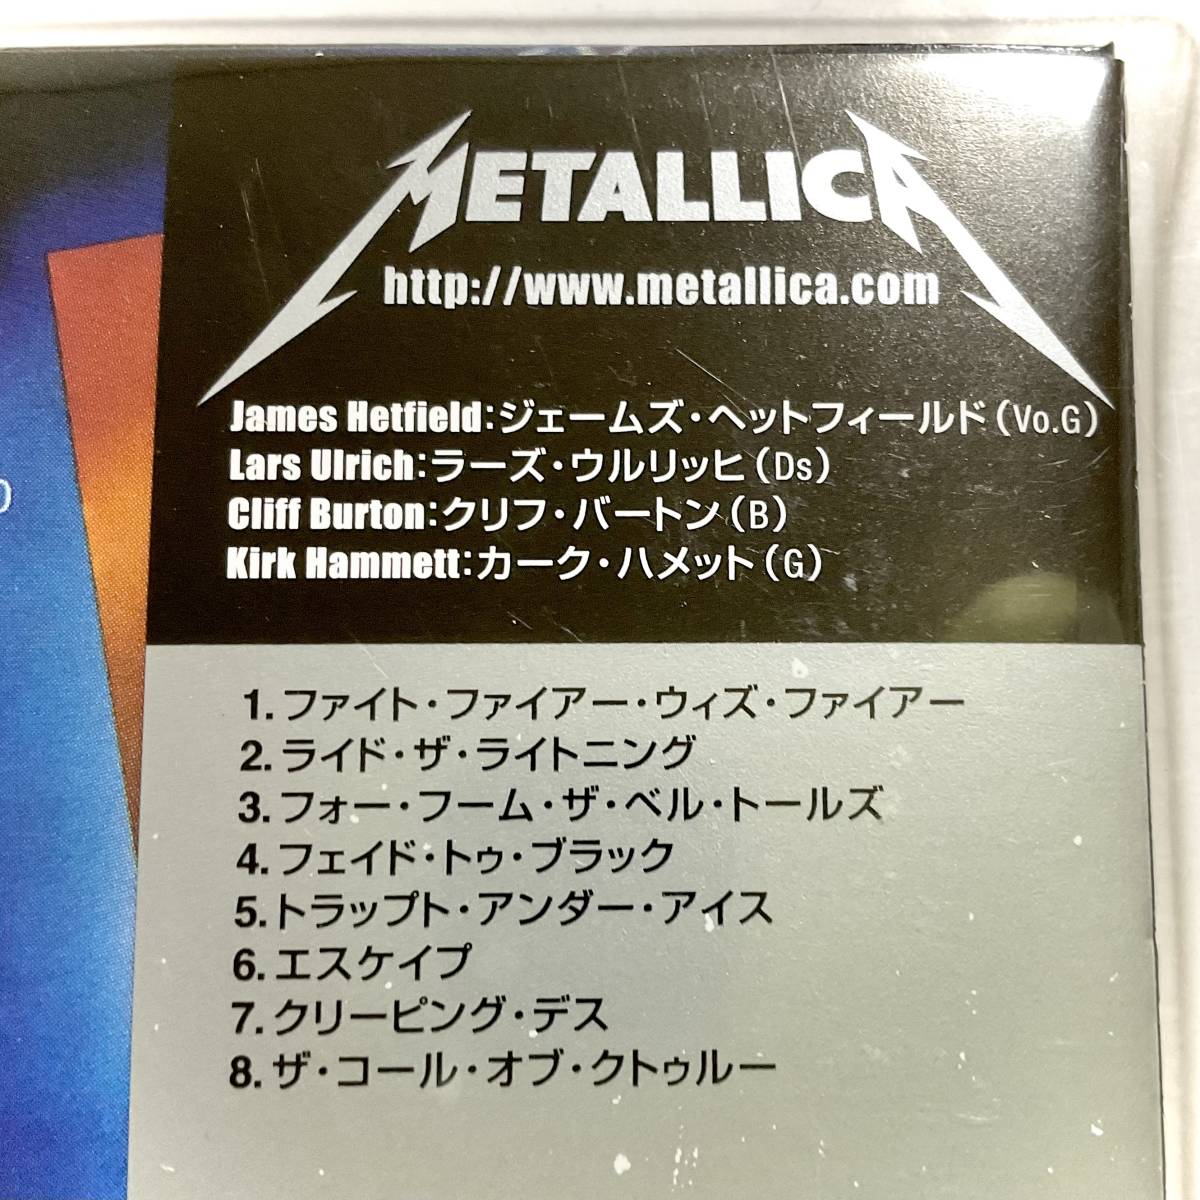 METALLICA
http://www.metallica.com
James Hetfield:ジェームズ・ヘットフィールド(Vo.G)
Lars Ulrich:ラーズ・ウルリッヒ(Ds)
Cliff Burton:クリフ・バートン(B)
Kirk Hammett:カーク・ハメット(G)
1.ファイト・ファイアー・ウィズ・ファイアー
2.ライド・ザ・ライトニング
3.フォー・フーム・ザ・ベル・トールズ
4.フェイド・トゥ・ブラック
5.トラップト・アンダー・アイス
6.エスケイプ
7.クリーピング・デス
8.ザ・コール・オブ・クトゥルー